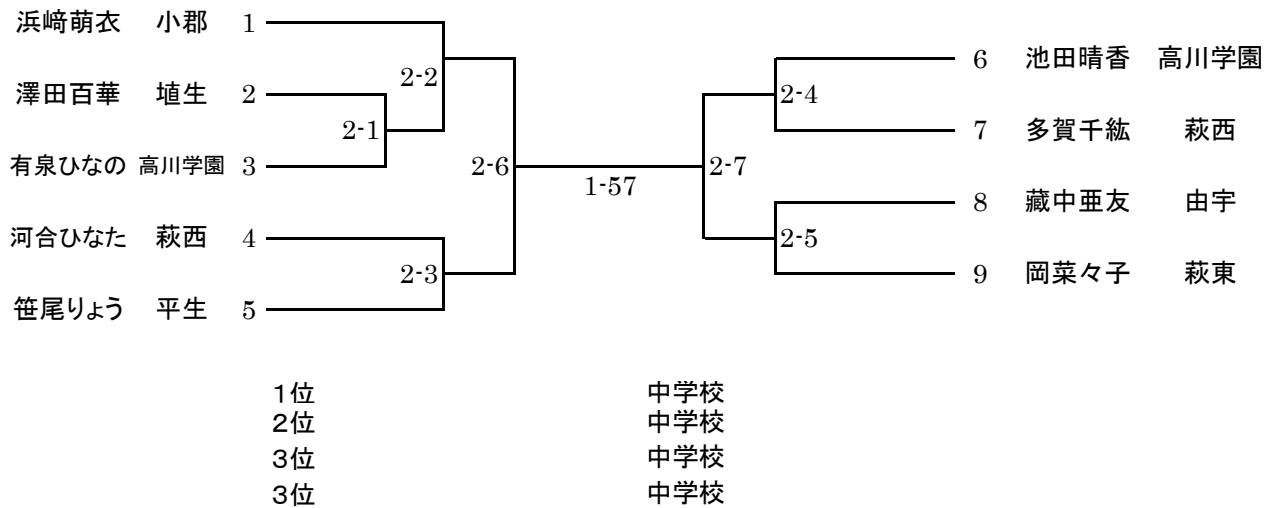 浜﨑萌衣 小郡 1
澤田百華 埴生 2
有泉ひなの 高川学園 3
河合ひなた 萩西 4
笹尾りょう 平生 5
2-2
2-1
2-6
2-3
1-57
2-4
2-7
2-5
6 池田晴香 高川学園
7 多賀千紘 萩西
8 藏中亜友 由宇
9 岡菜々子 萩東
1位 中学校
2位 中学校
3位 中学校
3位 中学校